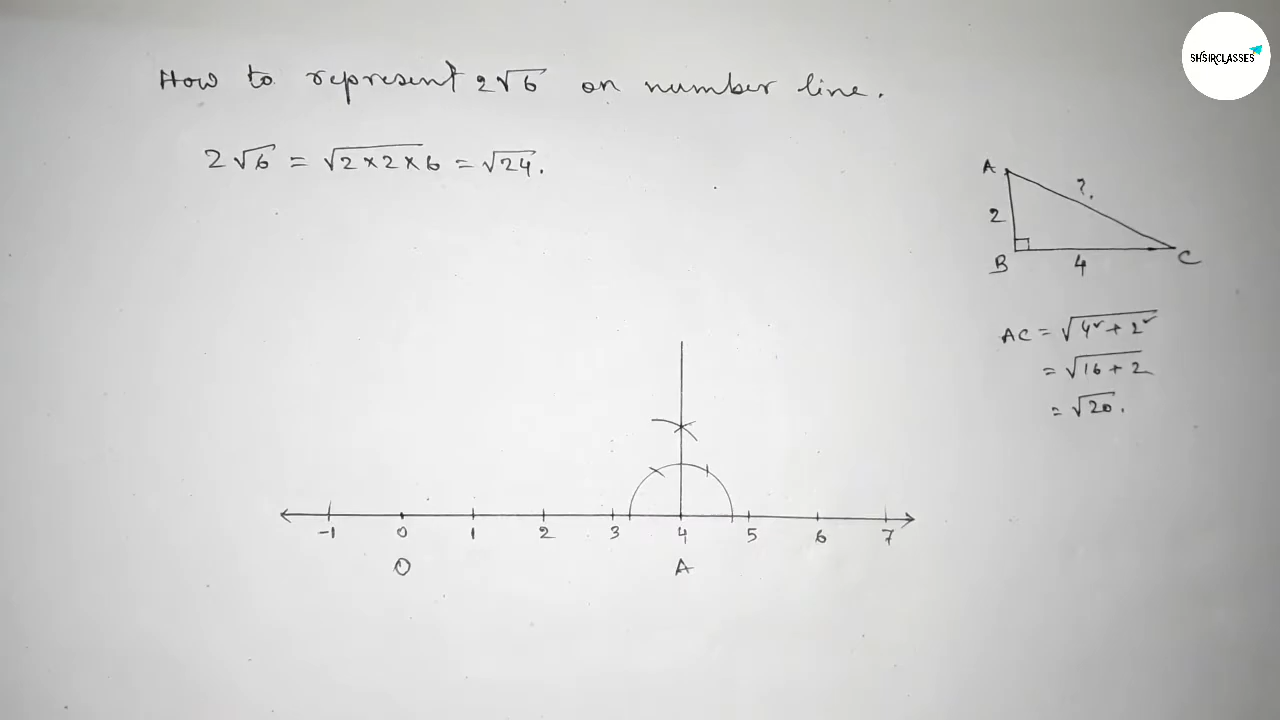 SHSIRCLASSES
How to represent 2√6 on number line.
2√6 = √2×2×6 = √24.
A
?.
2
B
4
C
AC = √4² + 2²
= √16 + 2
= √20.
-1 0 1 2 3 4 5 6 7
O A